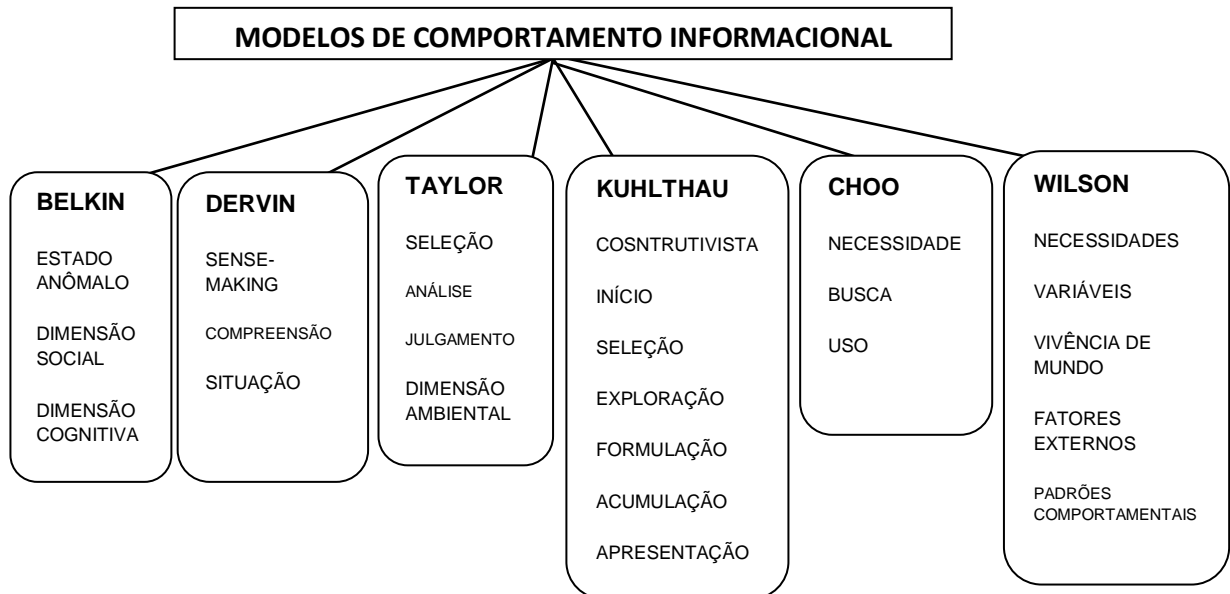 MODELOS DE COMPORTAMENTO INFORMACIONAL
BELKIN
ESTADO
ANÔMALO
DIMENSÃO
SOCIAL
DIMENSÃO
COGNITIVA
DERVIN
SENSE-
MAKING
COMPREENSÃO
SITUAÇÃO
TAYLOR
SELEÇÃO
ANÁLISE
JULGAMENTO
DIMENSÃO
AMBIENTAL
KUHLTHAU
COSNTRUTIVISTA
INÍCIO
SELEÇÃO
EXPLORAÇÃO
FORMULAÇÃO
ACUMULAÇÃO
APRESENTAÇÃO
CHOO
NECESSIDADE
BUSCA
USO
WILSON
NECESSIDADES
VARIÁVEIS
VIVÊNCIA DE
MUNDO
FATORES
EXTERNOS
PADRÕES
COMPORTAMENTAIS